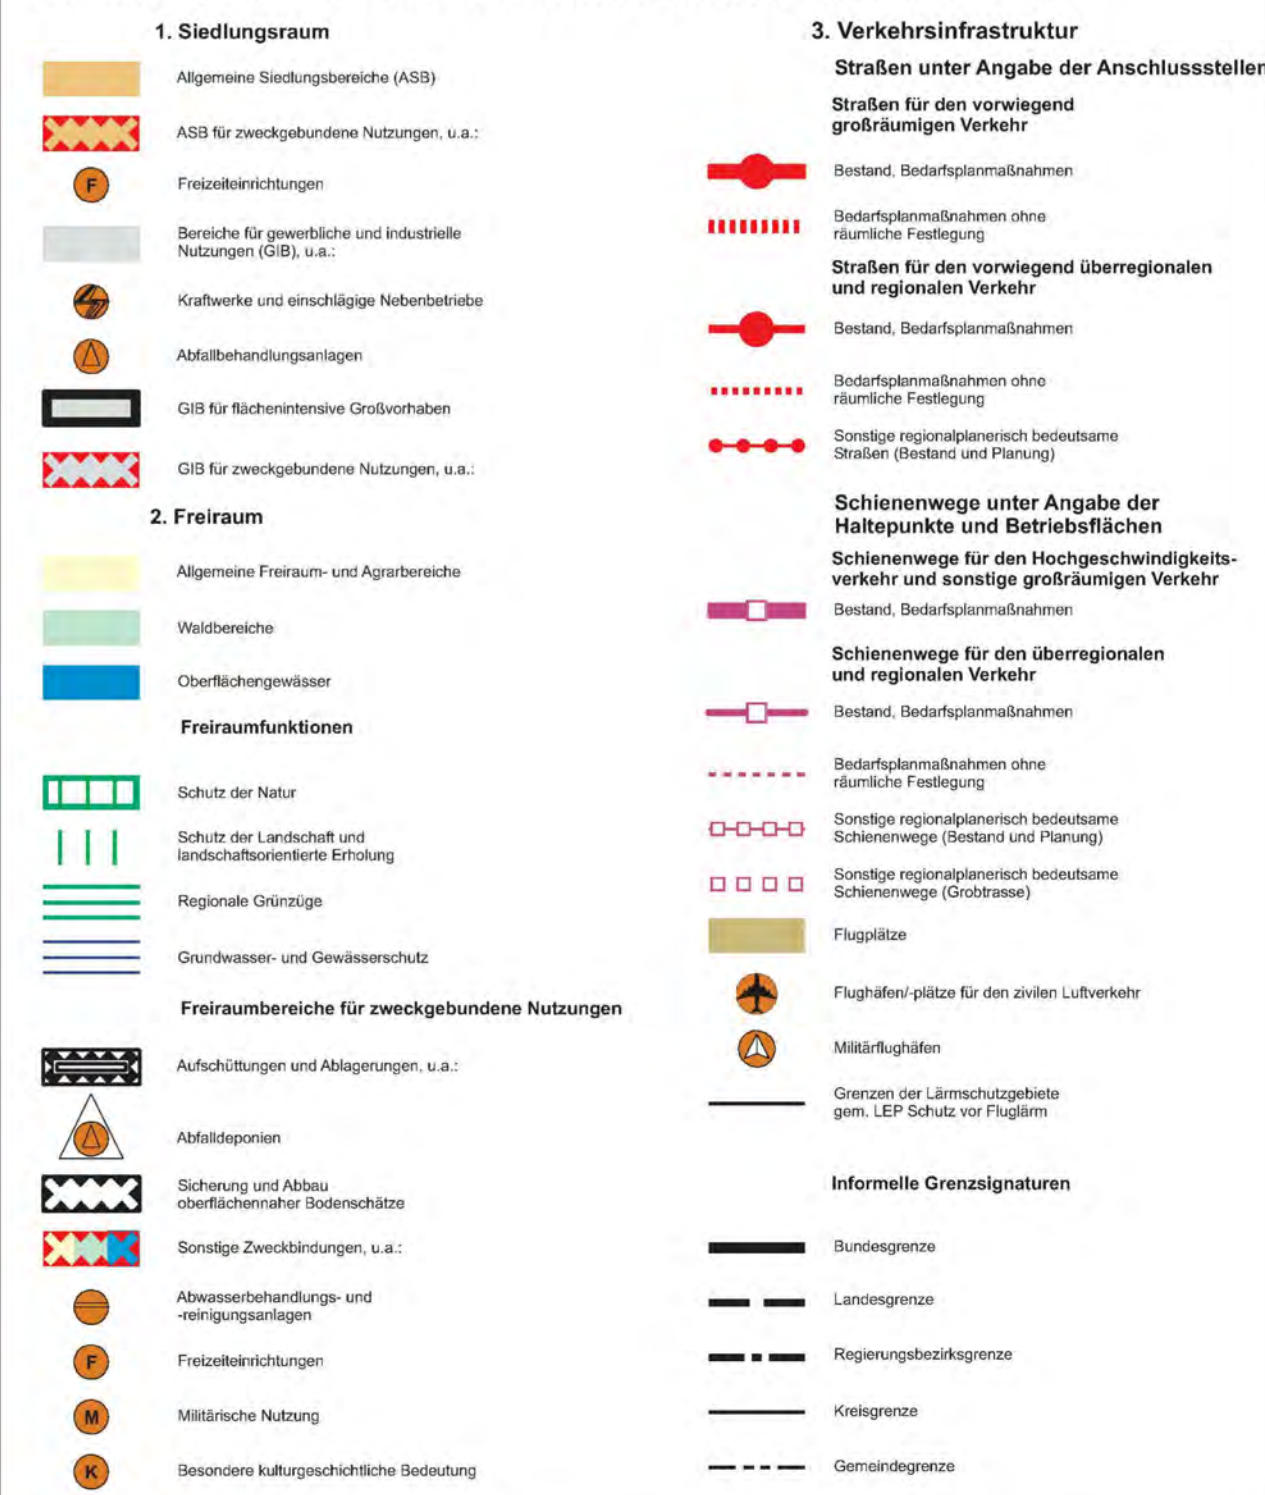 1. Siedlungsraum
Allgemeine Siedlungsbereiche (ASB)
ASB für zweckgebundene Nutzungen, u.a.:
F
Freizeiteinrichtungen
Bereiche für gewerbliche und industrielle
Nutzungen (GIB), u.a.:
Kraftwerke und einschlägige Nebenbetriebe
Abfallbehandlungsanlagen
GIB für flächenintensive Großvorhaben
GIB für zweckgebundene Nutzungen, u.a.:
2. Freiraum
Allgemeine Freiraum- und Agrarbereiche
Waldbereiche
Oberflächengewässer
Freiraumfunktionen
Schutz der Natur
Schutz der Landschaft und
landschaftsorientierte Erholung
Regionale Grünzüge
Grundwasser- und Gewässerschutz
Freiraumbereiche für zweckgebundene Nutzungen
Aufschüttungen und Ablagerungen, u.a.:
Abfalldeponien
Sicherung und Abbau
oberflächennaher Bodenschätze
Sonstige Zweckbindungen, u.a.:
Abwasserbehandlungs- und
-reinigungsanlagen
F
Freizeiteinrichtungen
M
Militärische Nutzung
K
Besondere kulturgeschichtliche Bedeutung
3. Verkehrsinfrastruktur
Straßen unter Angabe der Anschlussstellen
Straßen für den vorwiegend
großräumigen Verkehr
Bestand, Bedarfsplanmaßnahmen
Bedarfsplanmaßnahmen ohne
räumliche Festlegung
Straßen für den vorwiegend überregionalen
und regionalen Verkehr
Bestand, Bedarfsplanmaßnahmen
Bedarfsplanmaßnahmen ohne
räumliche Festlegung
Sonstige regionalplanerisch bedeutsame
Straßen (Bestand und Planung)
Schienenwege unter Angabe der
Haltepunkte und Betriebsflächen
Schienenwege für den Hochgeschwindigkeits-
verkehr und sonstige großräumigen Verkehr
Bestand, Bedarfsplanmaßnahmen
Schienenwege für den überregionalen
und regionalen Verkehr
Bestand, Bedarfsplanmaßnahmen
Bedarfsplanmaßnahmen ohne
räumliche Festlegung
Sonstige regionalplanerisch bedeutsame
Schienenwege (Bestand und Planung)
Sonstige regionalplanerisch bedeutsame
Schienenwege (Grobtrasse)
Flugplätze
Flughäfen/-plätze für den zivilen Luftverkehr
Militärflughäfen
Grenzen der Lärmschutzgebiete
gem. LEP Schutz vor Fluglärm
Informelle Grenzsignaturen
Bundesgrenze
Landesgrenze
Regierungsbezirksgrenze
Kreisgrenze
Gemeindegrenze